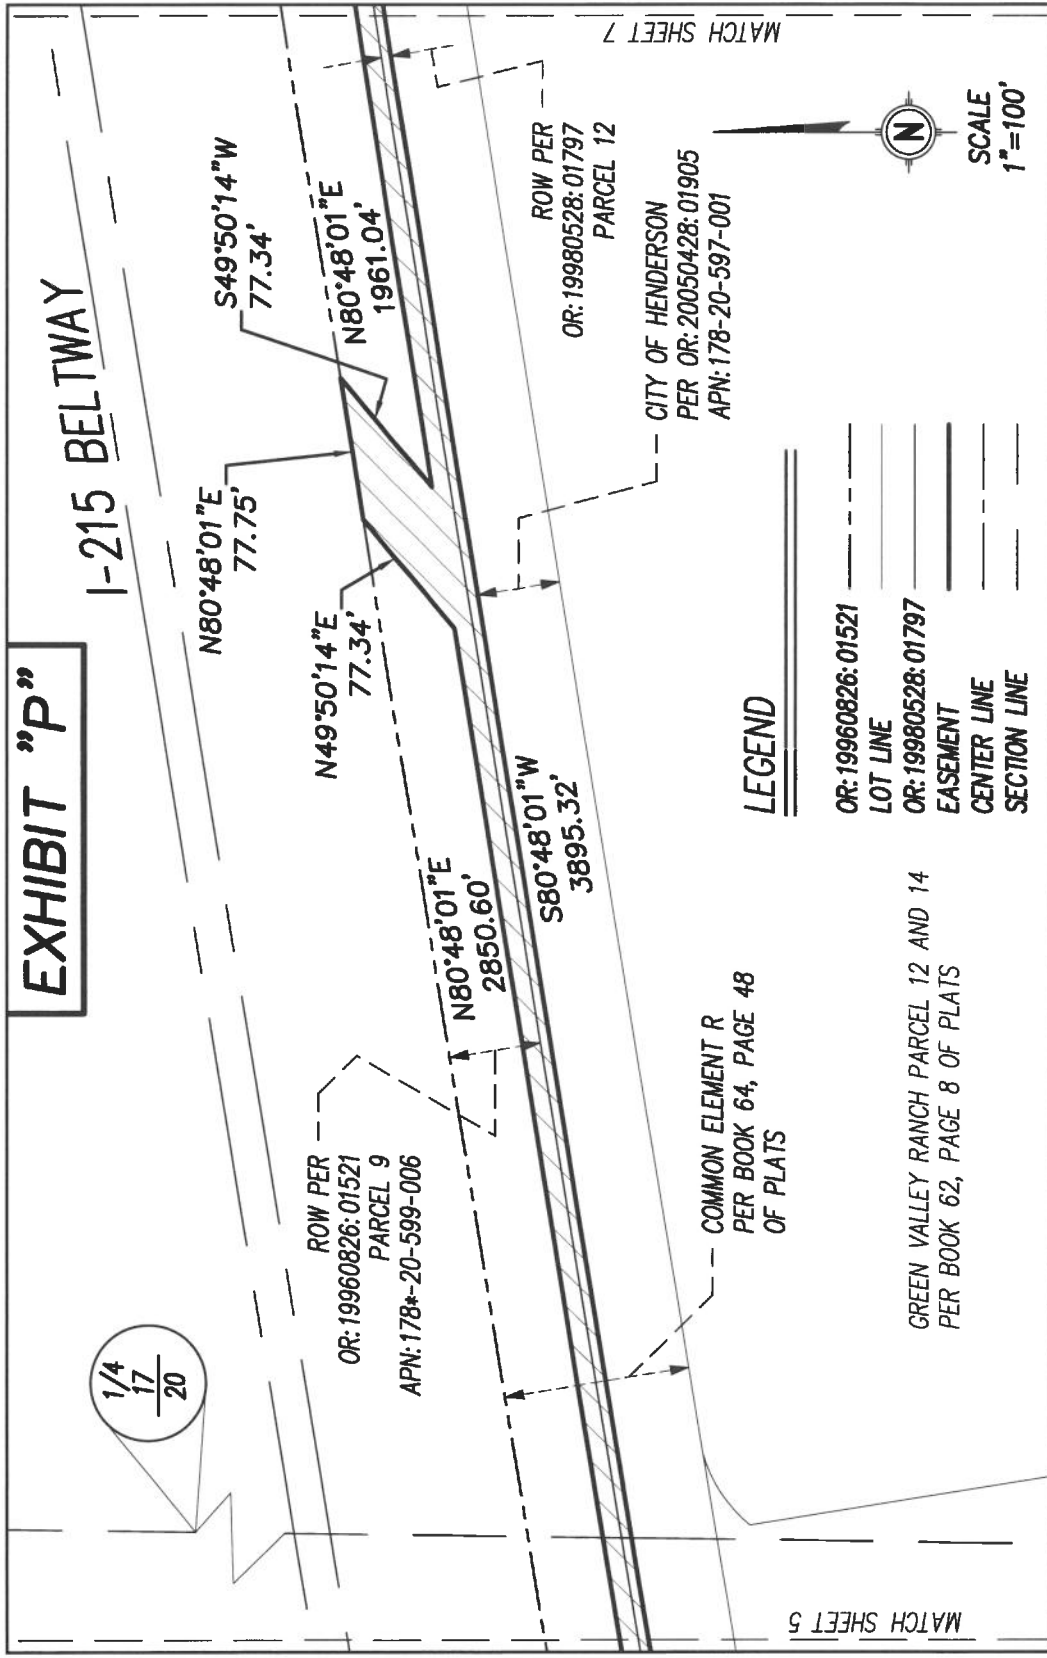 EXHIBIT "P"
I-215 BELTWAY
1/4
17
20
N80°48'01"E
77.75'
S49°50'14"W
77.34'
N49°50'14"E
77.34'
N80°48'01"E
1961.04'
ROW PER
OR:19960826:01521
PARCEL 9
APN:178*-20-599-006
N80°48'01"E
2850.60'
S80°48'01"W
3895.32'
ROW PER
OR:19980528:01797
PARCEL 12
CITY OF HENDERSON
PER OR:20050428:01905
APN:178-20-597-001
COMMON ELEMENT R
PER BOOK 64, PAGE 48
OF PLATS
GREEN VALLEY RANCH PARCEL 12 AND 14
PER BOOK 62, PAGE 8 OF PLATS
LEGEND
OR:19960826:01521
LOT LINE
OR:19980528:01797
EASEMENT
CENTER LINE
SECTION LINE
N
SCALE
1"=100'
MATCH SHEET 5
MATCH SHEET 7